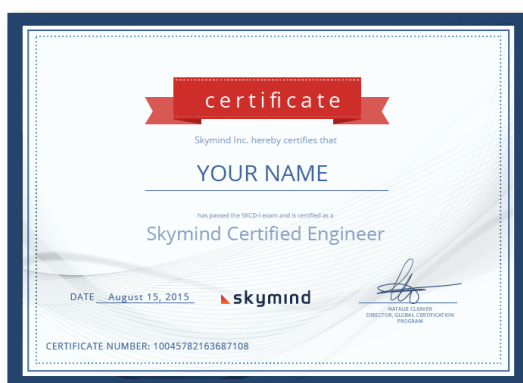 certificate
Skymind Inc. hereby certifies that
YOUR NAME
has passed the SKCD-I exam and is certified as a
Skymind Certified Engineer
DATE August 15, 2015
skymind
NATALIE CLEAVER
DIRECTOR, GLOBAL CERTIFICATION
PROGRAM
CERTIFICATE NUMBER: 10045782163687108